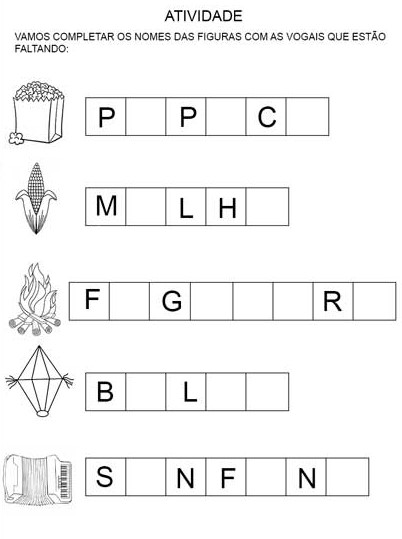 ATIVIDADE
VAMOS COMPLETAR OS NOMES DAS FIGURAS COM AS VOGAIS QUE ESTÃO
FALTANDO:
P P C
M L H
F G R
B L
S N F N